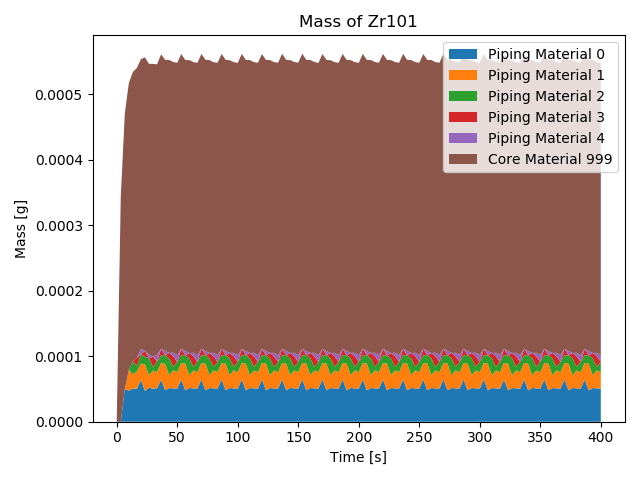 Mass of Zr101
Piping Material 0
Piping Material 1
Piping Material 2
Piping Material 3
Piping Material 4
Core Material 999
Mass [g]
0.0005
0.0004
0.0003
0.0002
0.0001
0.0000
0 50 100 150 200 250 300 350 400
Time [s]